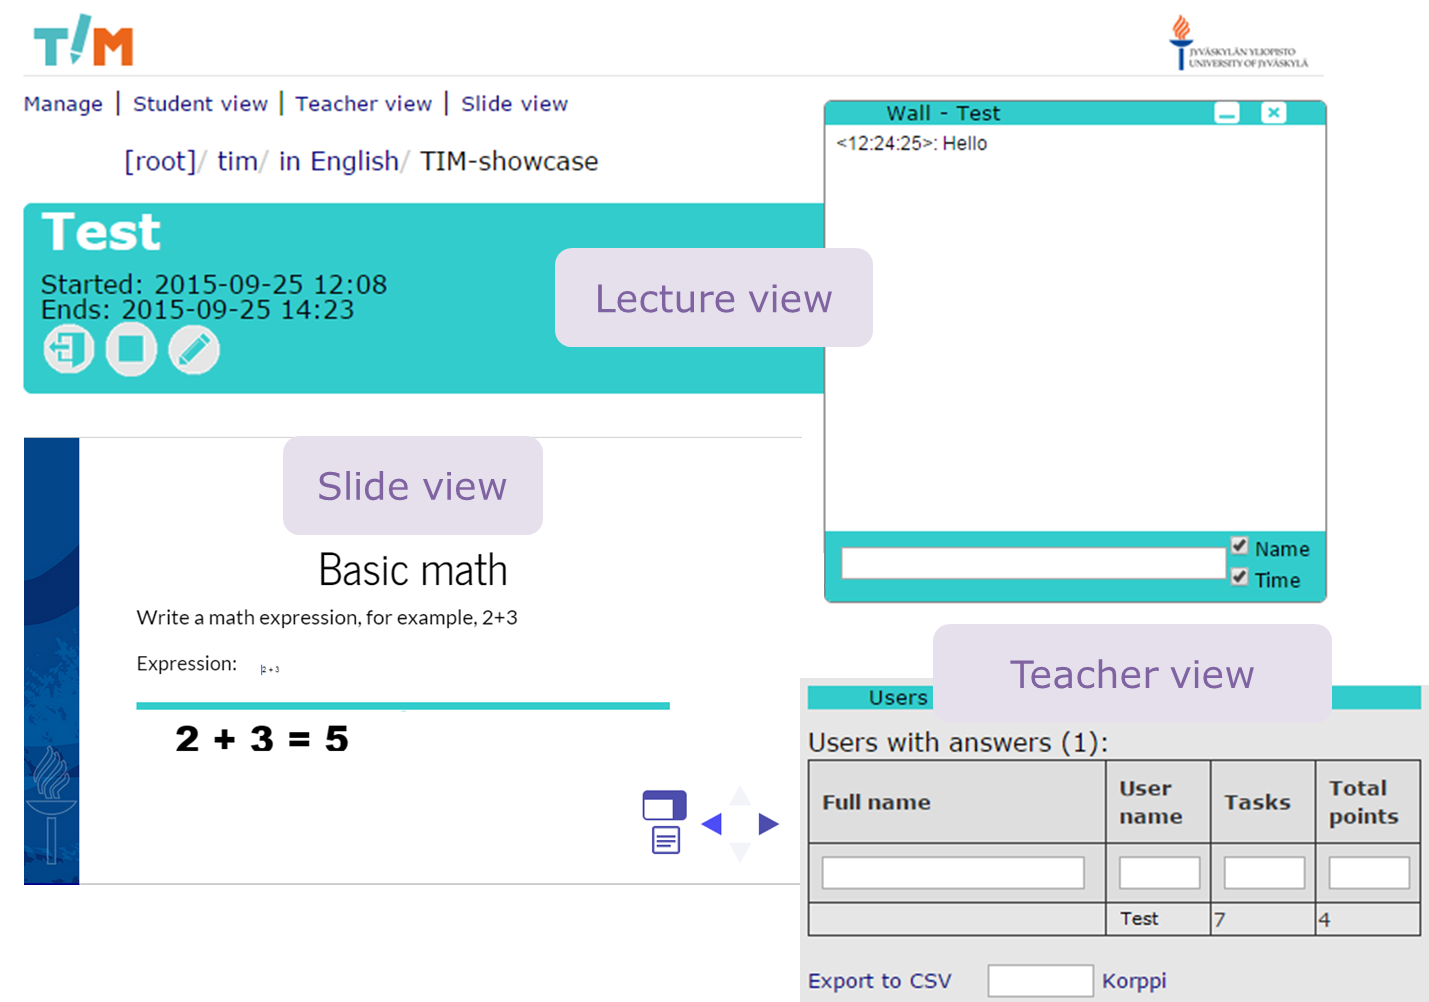 TIM
JYVÄSKYLÄN YLIOPISTO
UNIVERSITY OF JYVÄSKYLÄ
Manage | Student view | Teacher view | Slide view
[root]/ tim/ in English/ TIM-showcase
Test
Started: 2015-09-25 12:08
Ends: 2015-09-25 14:23
Lecture view
Wall - Test
<12:24:25>: Hello
Name
Time
Slide view
Basic math
Write a math expression, for example, 2+3
Expression: 2+3
2 + 3 = 5
Teacher view
Users
Users with answers (1):
Full name User name Tasks Total points
Test 7 4
Export to CSV Korppi